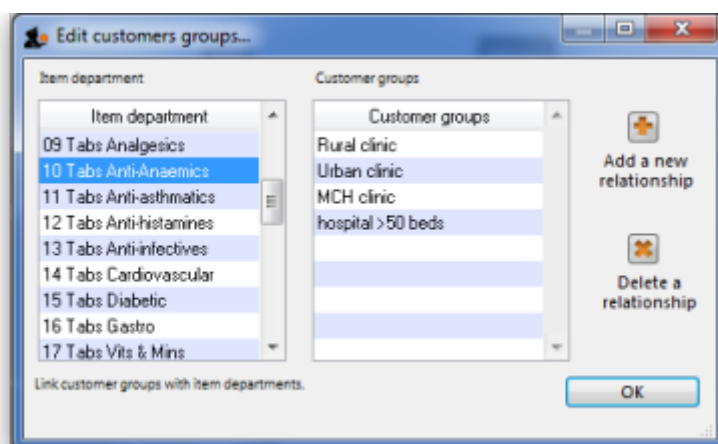 Edit customers groups...
Item department
Item department
09 Tabs Analgesics
10 Tabs Anti-Anaemics
11 Tabs Anti-asthmatics
12 Tabs Anti-histamines
13 Tabs Anti-infectives
14 Tabs Cardiovascular
15 Tabs Diabetic
16 Tabs Gastro
17 Tabs Vits & Mins
Customer groups
Customer groups
Rural clinic
Urban clinic
MCH clinic
hospital >50 beds
Add a new
relationship
Delete a
relationship
Link customer groups with item departments.
OK